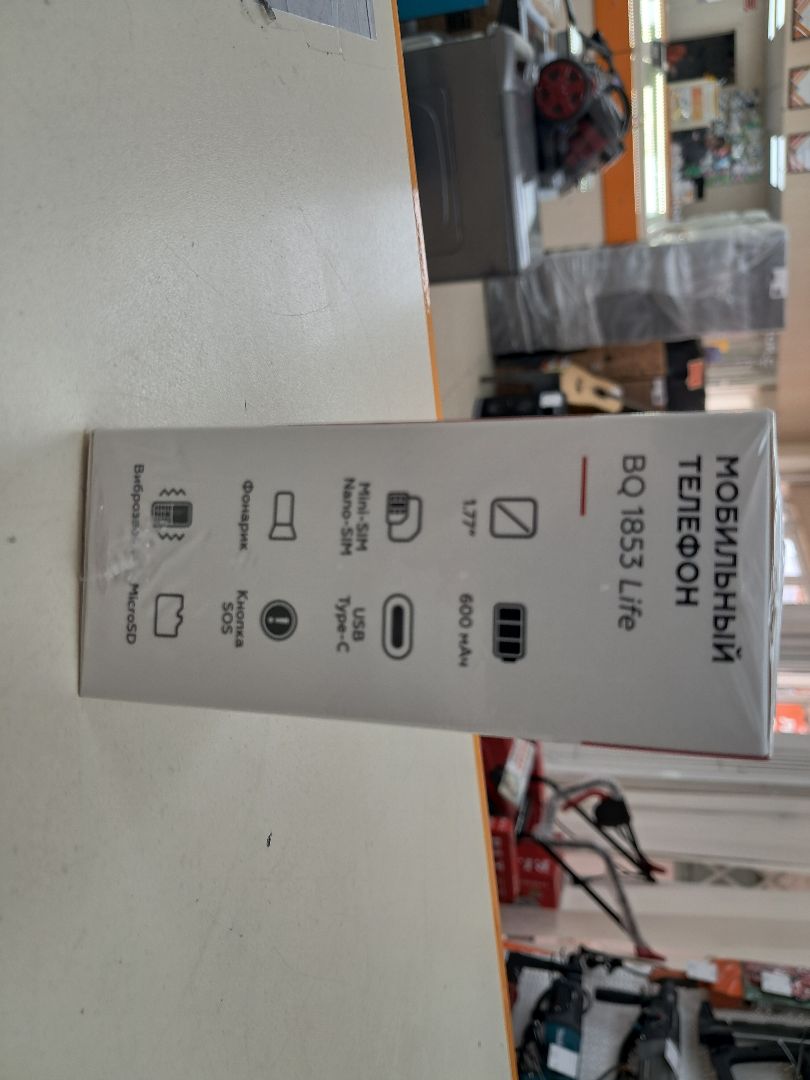 МОБИЛЬНЫЙ
ТЕЛЕФОН
BQ 1853 Life
1.77"
600 мАч
Mini-SIM
Nano-SIM
USB
Type-C
Фонарик
Кнопка
SOS
MicroSD